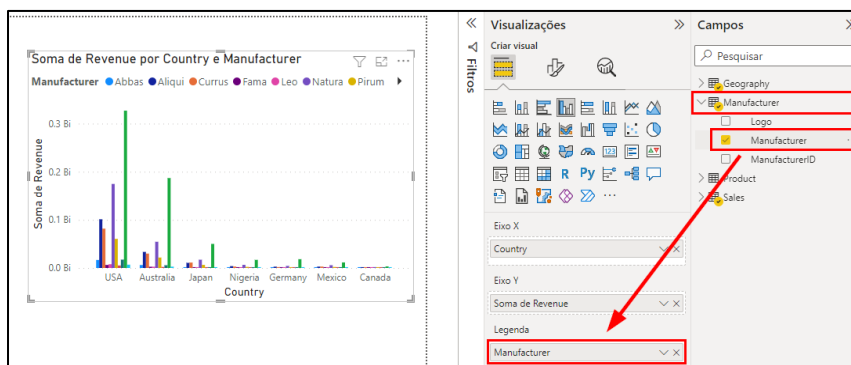 Soma de Revenue por Country e Manufacturer
Manufacturer Abbas Aliqui Currus Fama Leo Natura Pirum
Soma de Revenue
0.3 Bi
0.2 Bi
0.1 Bi
0.0 Bi
USA Australia Japan Nigeria Germany Mexico Canada
Country
Filtros
Visualizações
Criar visual
123
R Py
Eixo X
Country
Eixo Y
Soma de Revenue
Legenda
Manufacturer
Campos
Pesquisar
Geography
Manufacturer
Logo
Manufacturer
ManufacturerID
Product
Sales